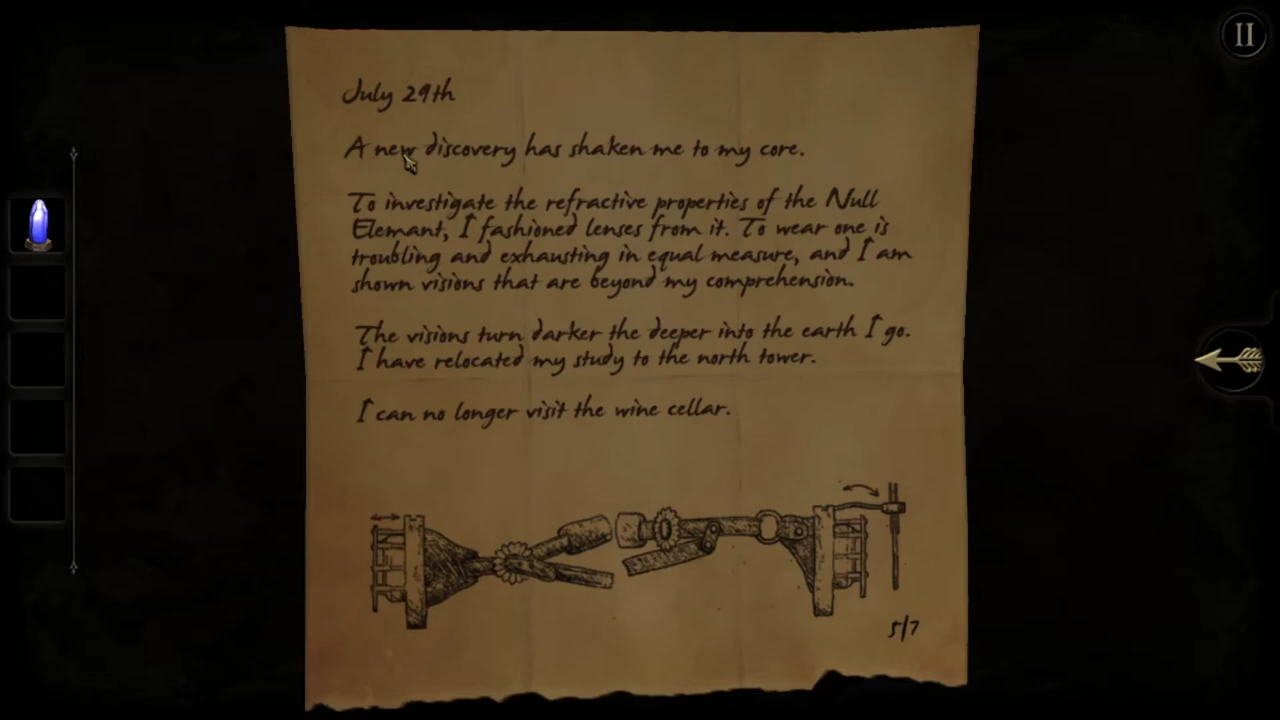 July 29th
A new discovery has shaken me to my core.
To investigate the refractive properties of the Null
Elemant, I fashioned lenses from it. To wear one is
troubling and exhausting in equal measure, and I am
shown visions that are beyond my comprehension.
The visions turn darker the deeper into the earth I go.
I have relocated my study to the north tower.
I can no longer visit the wine cellar.
5/7